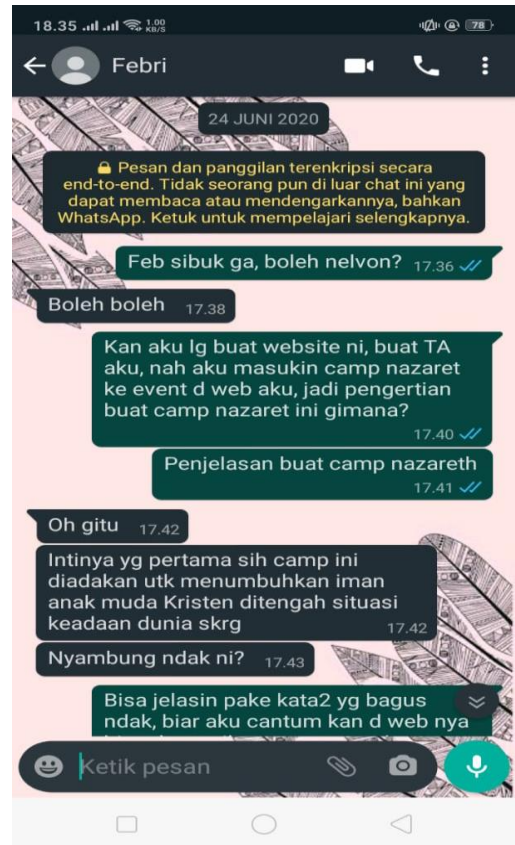 18.35
1.00
KB/S
78
Febri
24 JUNI 2020
Pesan dan panggilan terenkripsi secara
end-to-end. Tidak seorang pun di luar chat ini yang
dapat membaca atau mendengarkannya, bahkan
WhatsApp. Ketuk untuk mempelajari selengkapnya.
Feb sibuk ga, boleh nelvon? 17.36
Boleh boleh 17.38
Kan aku lg buat website ni, buat TA
aku, nah aku masukin camp nazaret
ke event d web aku, jadi pengertian
buat camp nazaret ini gimana?
17.40
Penjelasan buat camp nazareth
17.41
Oh gitu 17.42
Intinya yg pertama sih camp ini
diadakan utk menumbuhkan iman
anak muda Kristen ditengah situasi
keadaan dunia skrg 17.42
Nyambung ndak ni? 17.43
Bisa jelasin pake kata2 yg bagus
ndak, biar aku cantum kan d web nya
Ketik pesan